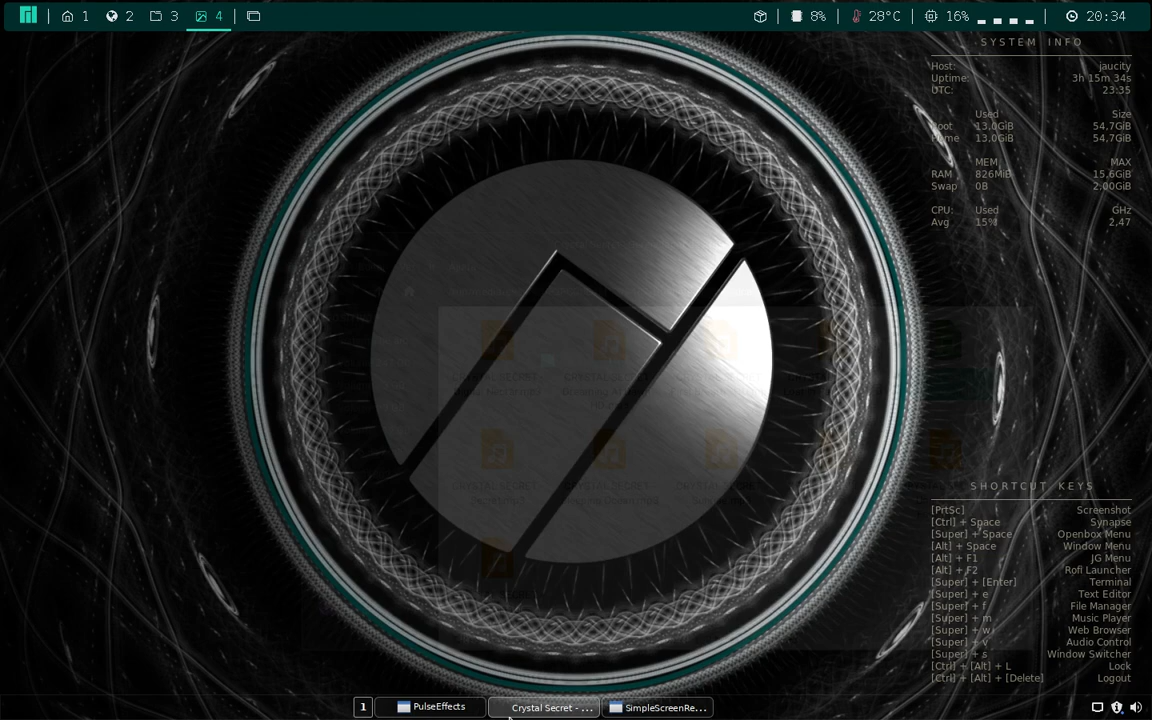 1 2 3 4 8% 28°C 16% 20:34
SYSTEM INFO
Host: jaucity
Uptime: 3h 15m 34s
UTC: 23:35
Used Size
Root 13,0GiB 54,7GiB
Home 13,0GiB 54,7GiB
MEM MAX
RAM 826MiB 15,6GiB
Swap 0B 2,00GiB
CPU: Used GHz
Avg 15% 2,47
SHORTCUT KEYS
[PrtSc] Screenshot
[Ctrl] + Space Synapse
[Super] + Space Openbox Menu
[Alt] + Space Window Menu
[Alt] + F1 JG Menu
[Alt] + F2 Rofi Launcher
[Super] + [Enter] Terminal
[Super] + e Text Editor
[Super] + f File Manager
[Super] + m Music Player
[Super] + w Web Browser
[Super] + v Audio Control
[Super] + s Window Switcher
[Ctrl] + [Alt] + L Lock
[Ctrl] + [Alt] + [Delete] Logout
1 PulseEffects Crystal Secret - ... SimpleScreenRe...